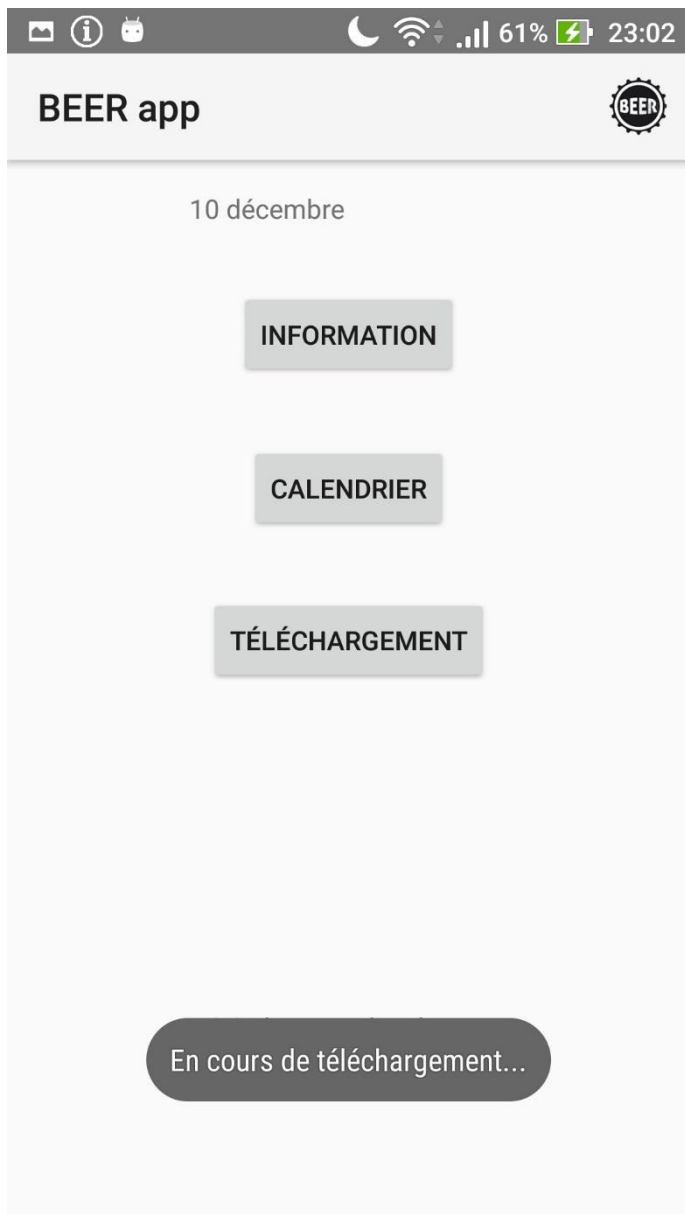 61% 23:02
BEER app
BEER
10 décembre
INFORMATION
CALENDRIER
TÉLÉCHARGEMENT
En cours de téléchargement...